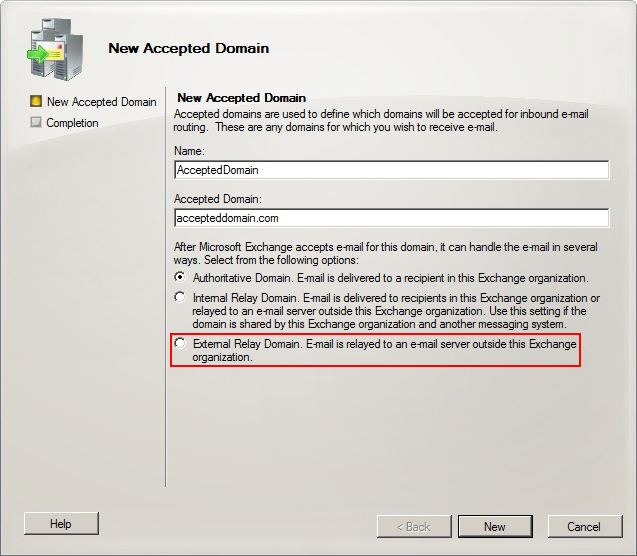 New Accepted Domain
New Accepted Domain
Completion
New Accepted Domain
Accepted domains are used to define which domains will be accepted for inbound e-mail
routing.  These are any domains for which you wish to receive e-mail.
Name:
AcceptedDomain
Accepted Domain:
accepteddomain.com
After Microsoft Exchange accepts e-mail for this domain, it can handle the e-mail in several
ways. Select from the following options:
Authoritative Domain. E-mail is delivered to a recipient in this Exchange organization.
Internal Relay Domain. E-mail is delivered to recipients in this Exchange organization or
relayed to an e-mail server outside this Exchange organization. Use this setting if the
domain is shared by this Exchange organization and another messaging system.
External Relay Domain. E-mail is relayed to an e-mail server outside this Exchange
organization.
Help
< Back
New
Cancel